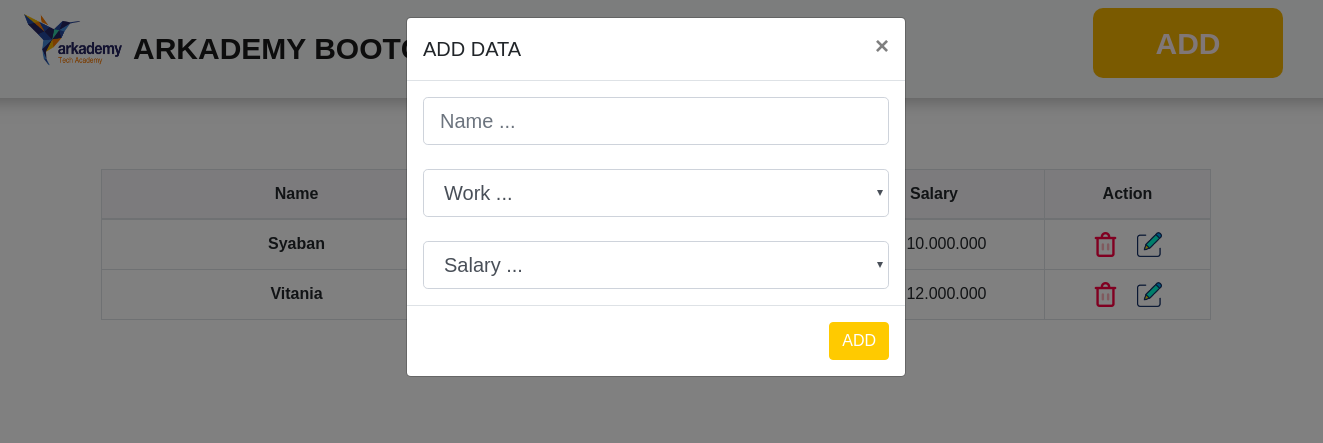 arkademy
Tech Academy
ARKADEMY BOOTC
ADD
ADD DATA
×
Name ...
Work ...
Salary ...
ADD
Name Salary Action
Syaban 10.000.000
Vitania 12.000.000